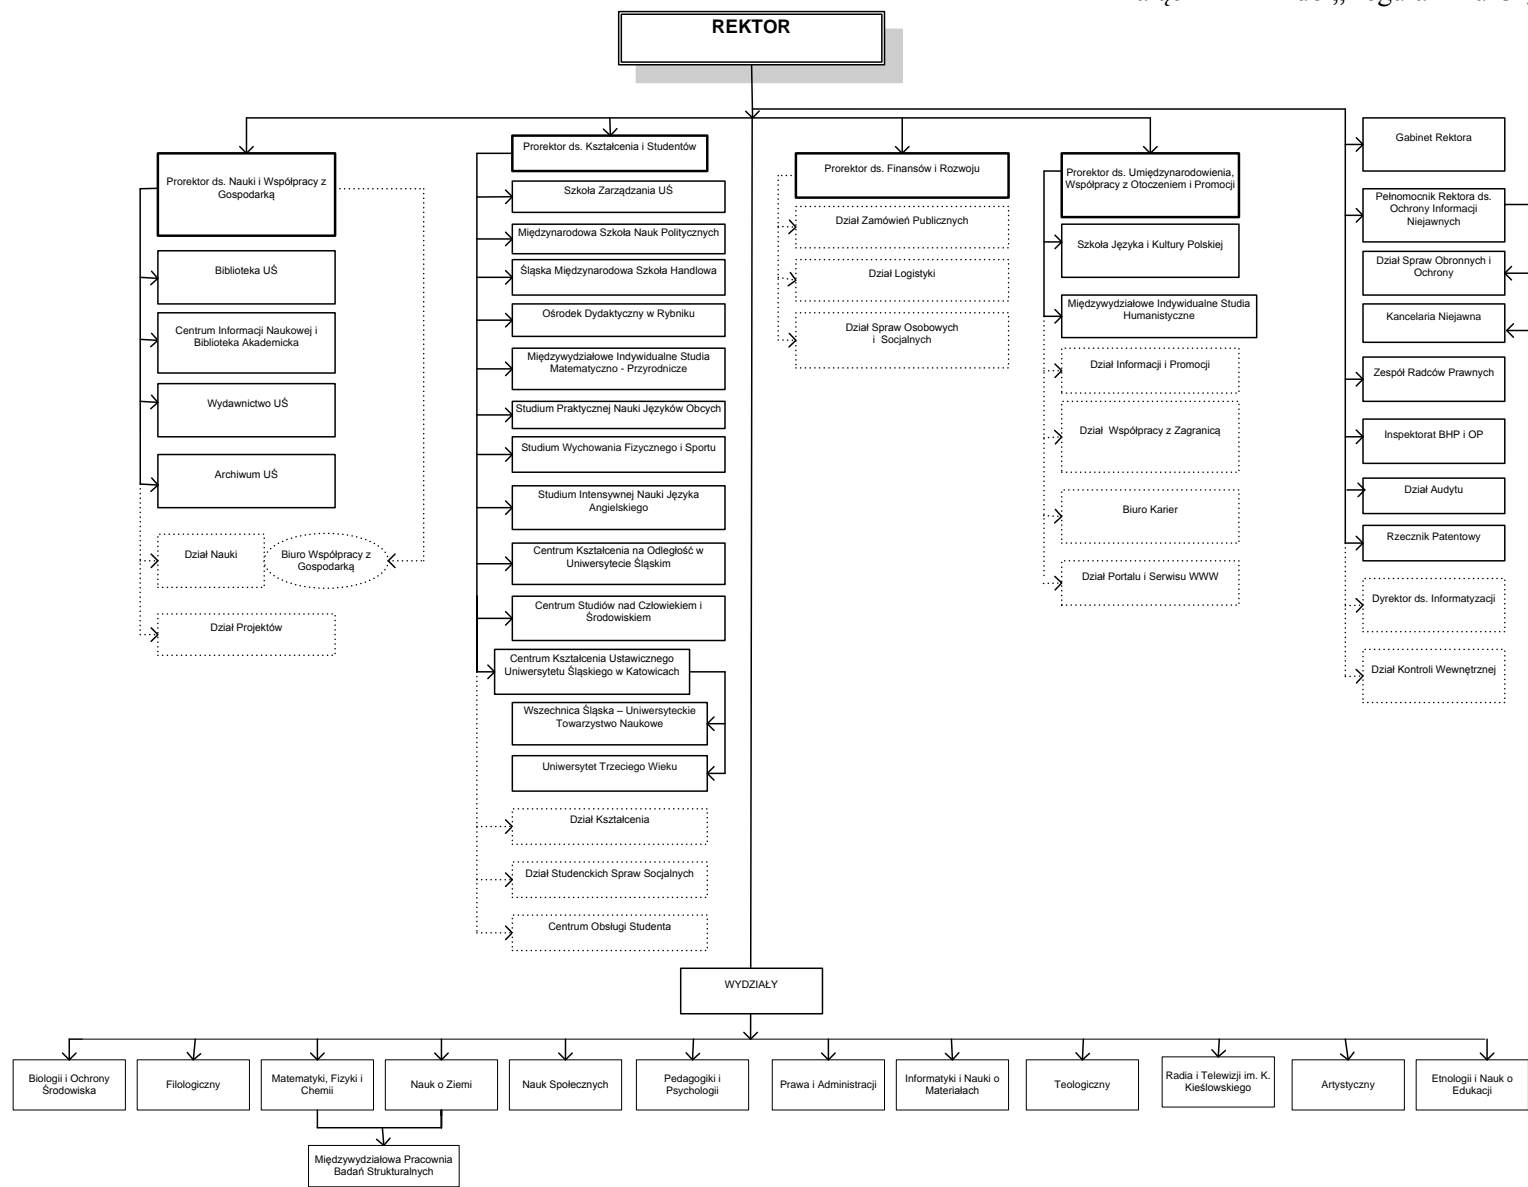 do
REKTOR
Prorektor ds. Nauki i Współpracy z
Gospodarką
Biblioteka UŚ
Centrum Informacji Naukowej i
Biblioteka Akademicka
Wydawnictwo UŚ
Archiwum UŚ
Dział Nauki
Biuro Współpracy z
Gospodarką
Dział Projektów
Prorektor ds. Kształcenia i Studentów
Szkoła Zarządzania UŚ
Międzynarodowa Szkoła Nauk Politycznych
Śląska Międzynarodowa Szkoła Handlowa
Ośrodek Dydaktyczny w Rybniku
Międzywydziałowe Indywidualne Studia
Matematyczno - Przyrodnicze
Studium Praktycznej Nauki Języków Obcych
Studium Wychowania Fizycznego i Sportu
Studium Intensywnej Nauki Języka
Angielskiego
Centrum Kształcenia na Odległość w
Uniwersytecie Śląskim
Centrum Studiów nad Człowiekiem i
Środowiskiem
Centrum Kształcenia Ustawicznego
Uniwersytetu Śląskiego w Katowicach
Wszechnica Śląska – Uniwersyteckie
Towarzystwo Naukowe
Uniwersytet Trzeciego Wieku
Dział Kształcenia
Dział Studenckich Spraw Socjalnych
Centrum Obsługi Studenta
Prorektor ds. Finansów i Rozwoju
Dział Zamówień Publicznych
Dział Logistyki
Dział Spraw Osobowych
i Socjalnych
Prorektor ds. Umiędzynarodowienia,
Współpracy z Otoczeniem i Promocji
Szkoła Języka i Kultury Polskiej
Międzywydziałowe Indywidualne Studia
Humanistyczne
Dział Informacji i Promocji
Dział Współpracy z Zagranicą
Biuro Karier
Dział Portalu i Serwisu WWW
Gabinet Rektora
Pełnomocnik Rektora ds.
Ochrony Informacji
Niejawnych
Dział Spraw Obronnych i
Ochrony
Kancelaria Niejawna
Zespół Radców Prawnych
Inspektorat BHP i OP
Dział Audytu
Rzecznik Patentowy
Dyrektor ds. Informatyzacji
Dział Kontroli Wewnętrznej
WYDZIAŁY
Biologii i Ochrony
Środowiska
Filologiczny
Matematyki, Fizyki i
Chemii
Nauk o Ziemi
Nauk Społecznych
Pedagogiki i
Psychologii
Prawa i Administracji
Informatyki i Nauki o
Materiałach
Teologiczny
Radia i Telewizji im. K.
Kieślowskiego
Artystyczny
Etnologii i Nauk o
Edukacji
Międzywydziałowa Pracownia
Badań Strukturalnych